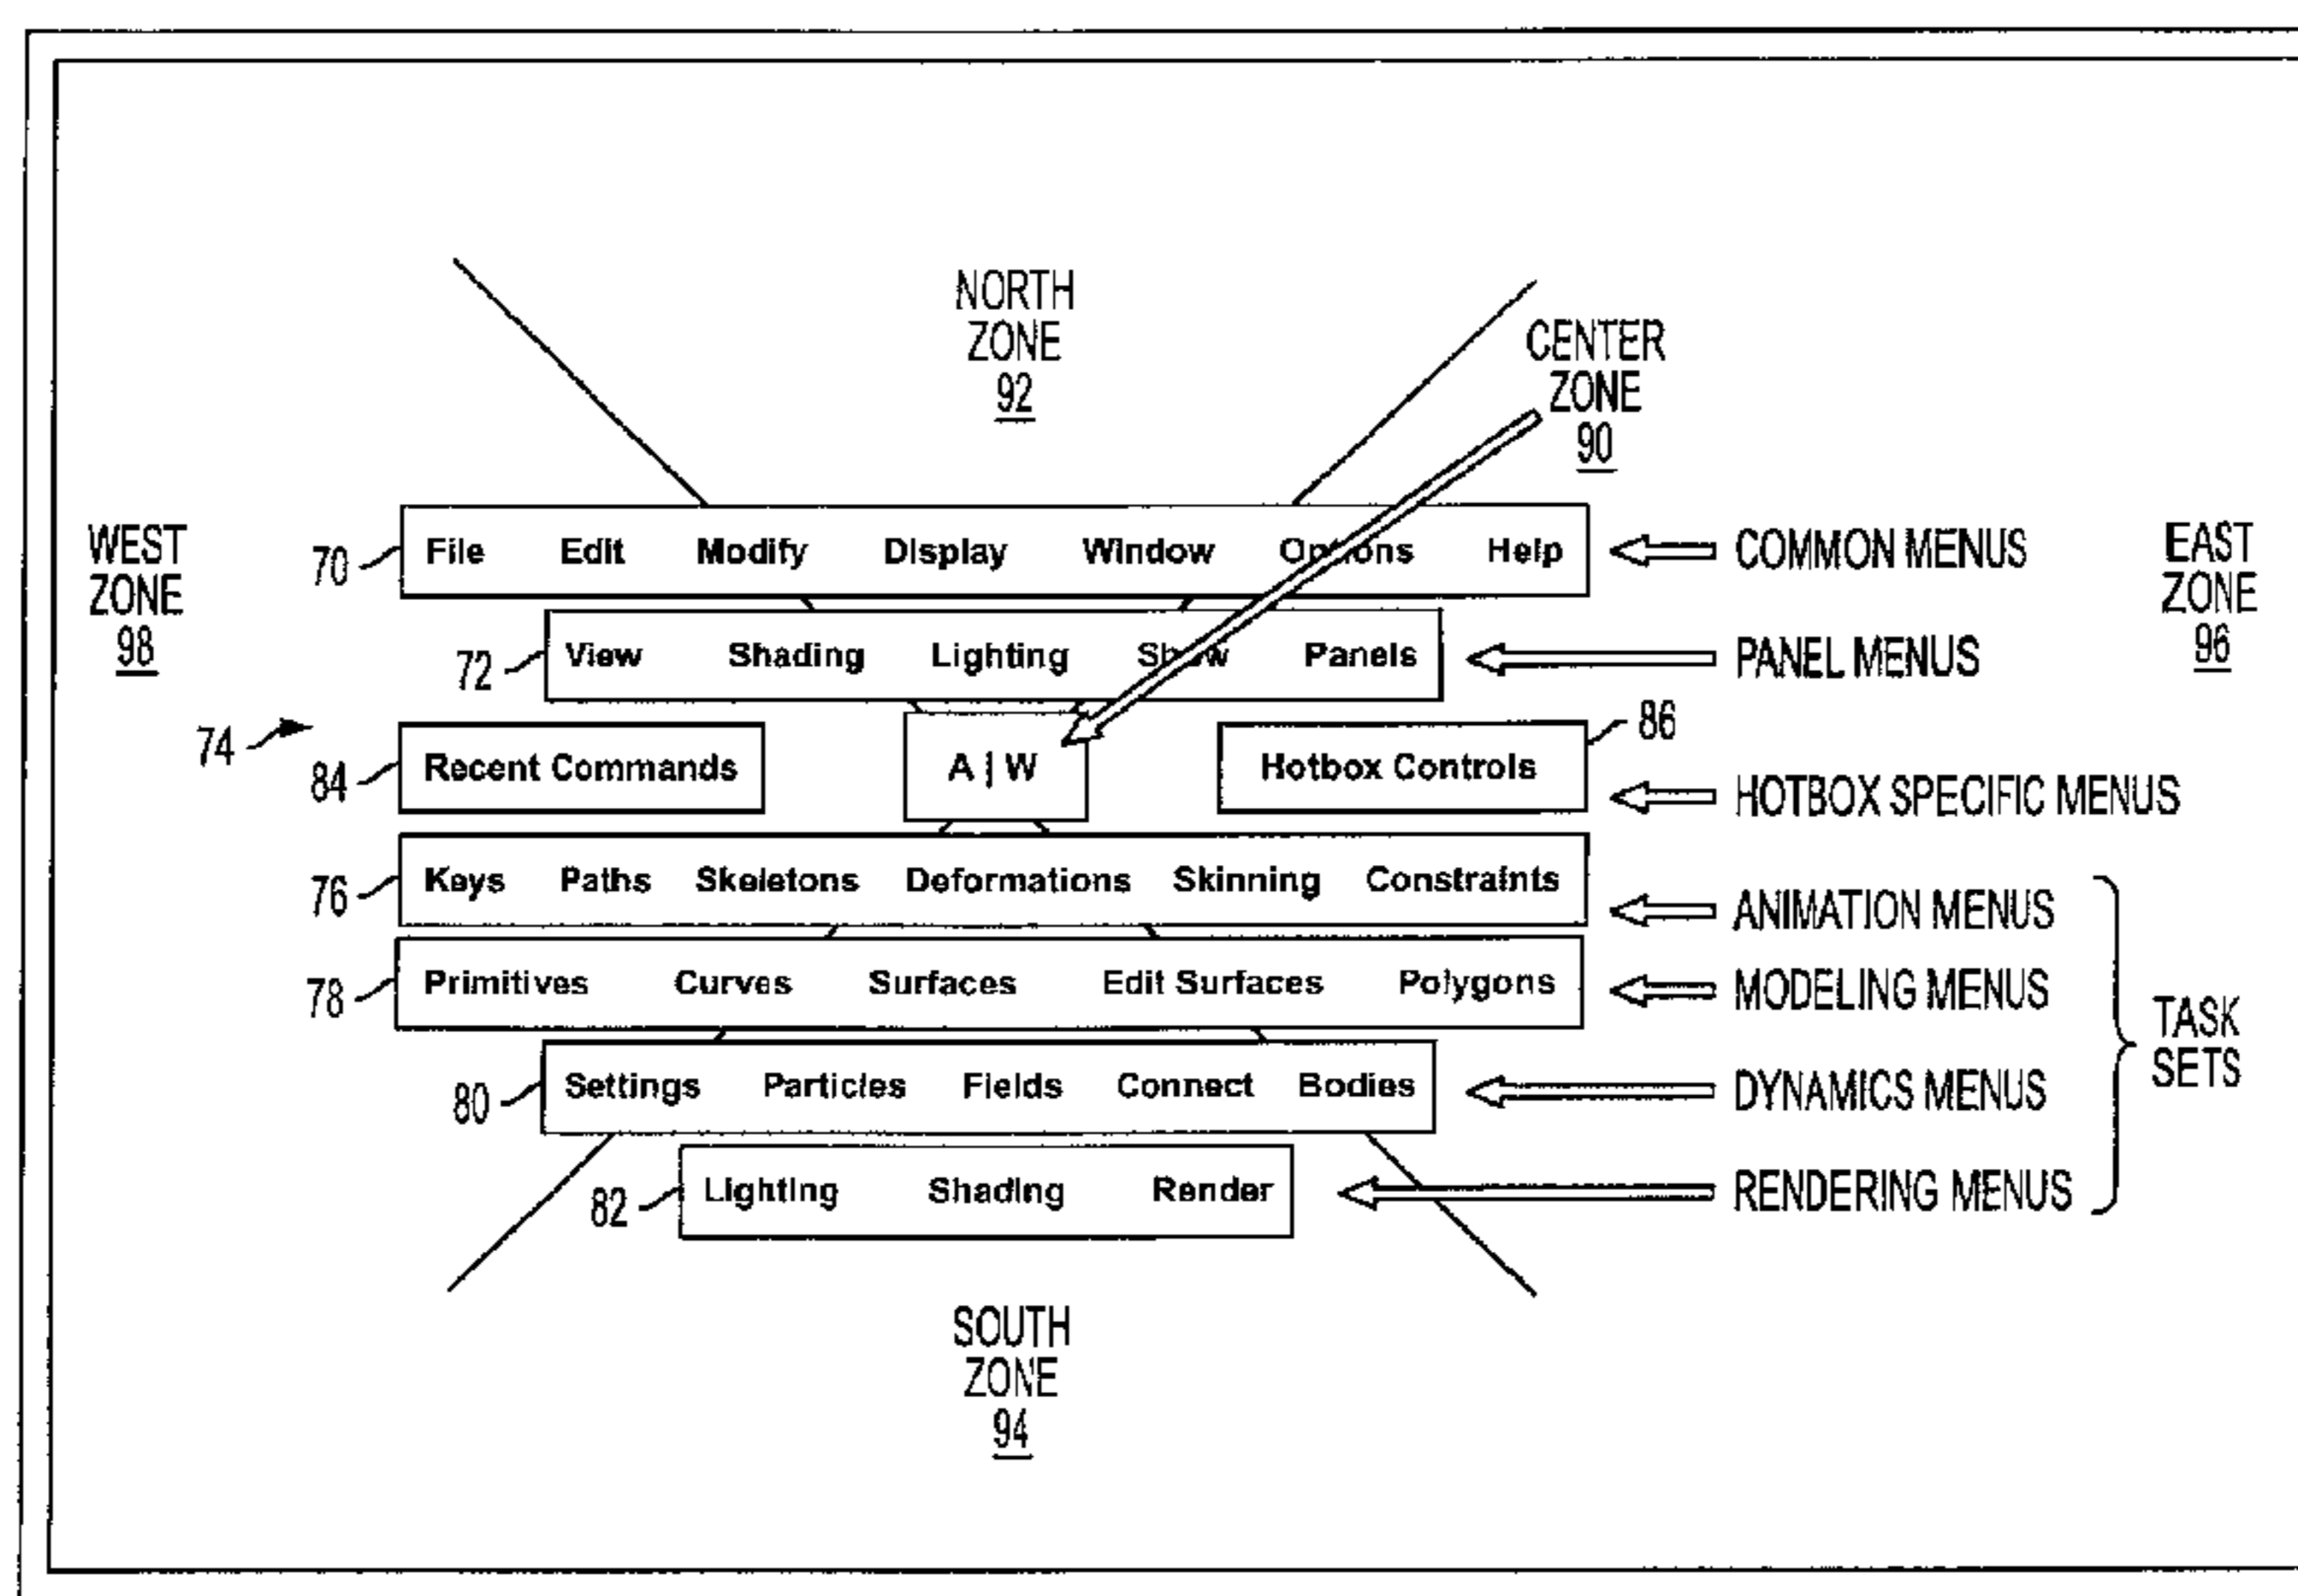 NORTH
ZONE
92
CENTER
ZONE
90
WEST
ZONE
98
EAST
ZONE
96
70 File Edit Modify Display Window Options Help COMMON MENUS
72 View Shading Lighting Show Panels PANEL MENUS
74
84 Recent Commands A | W Hotbox Controls 86
HOTBOX SPECIFIC MENUS
76 Keys Paths Skeletons Deformations Skinning Constraints ANIMATION MENUS
78 Primitives Curves Surfaces Edit Surfaces Polygons MODELING MENUS
TASK
SETS
80 Settings Particles Fields Connect Bodies DYNAMICS MENUS
82 Lighting Shading Render RENDERING MENUS
SOUTH
ZONE
94